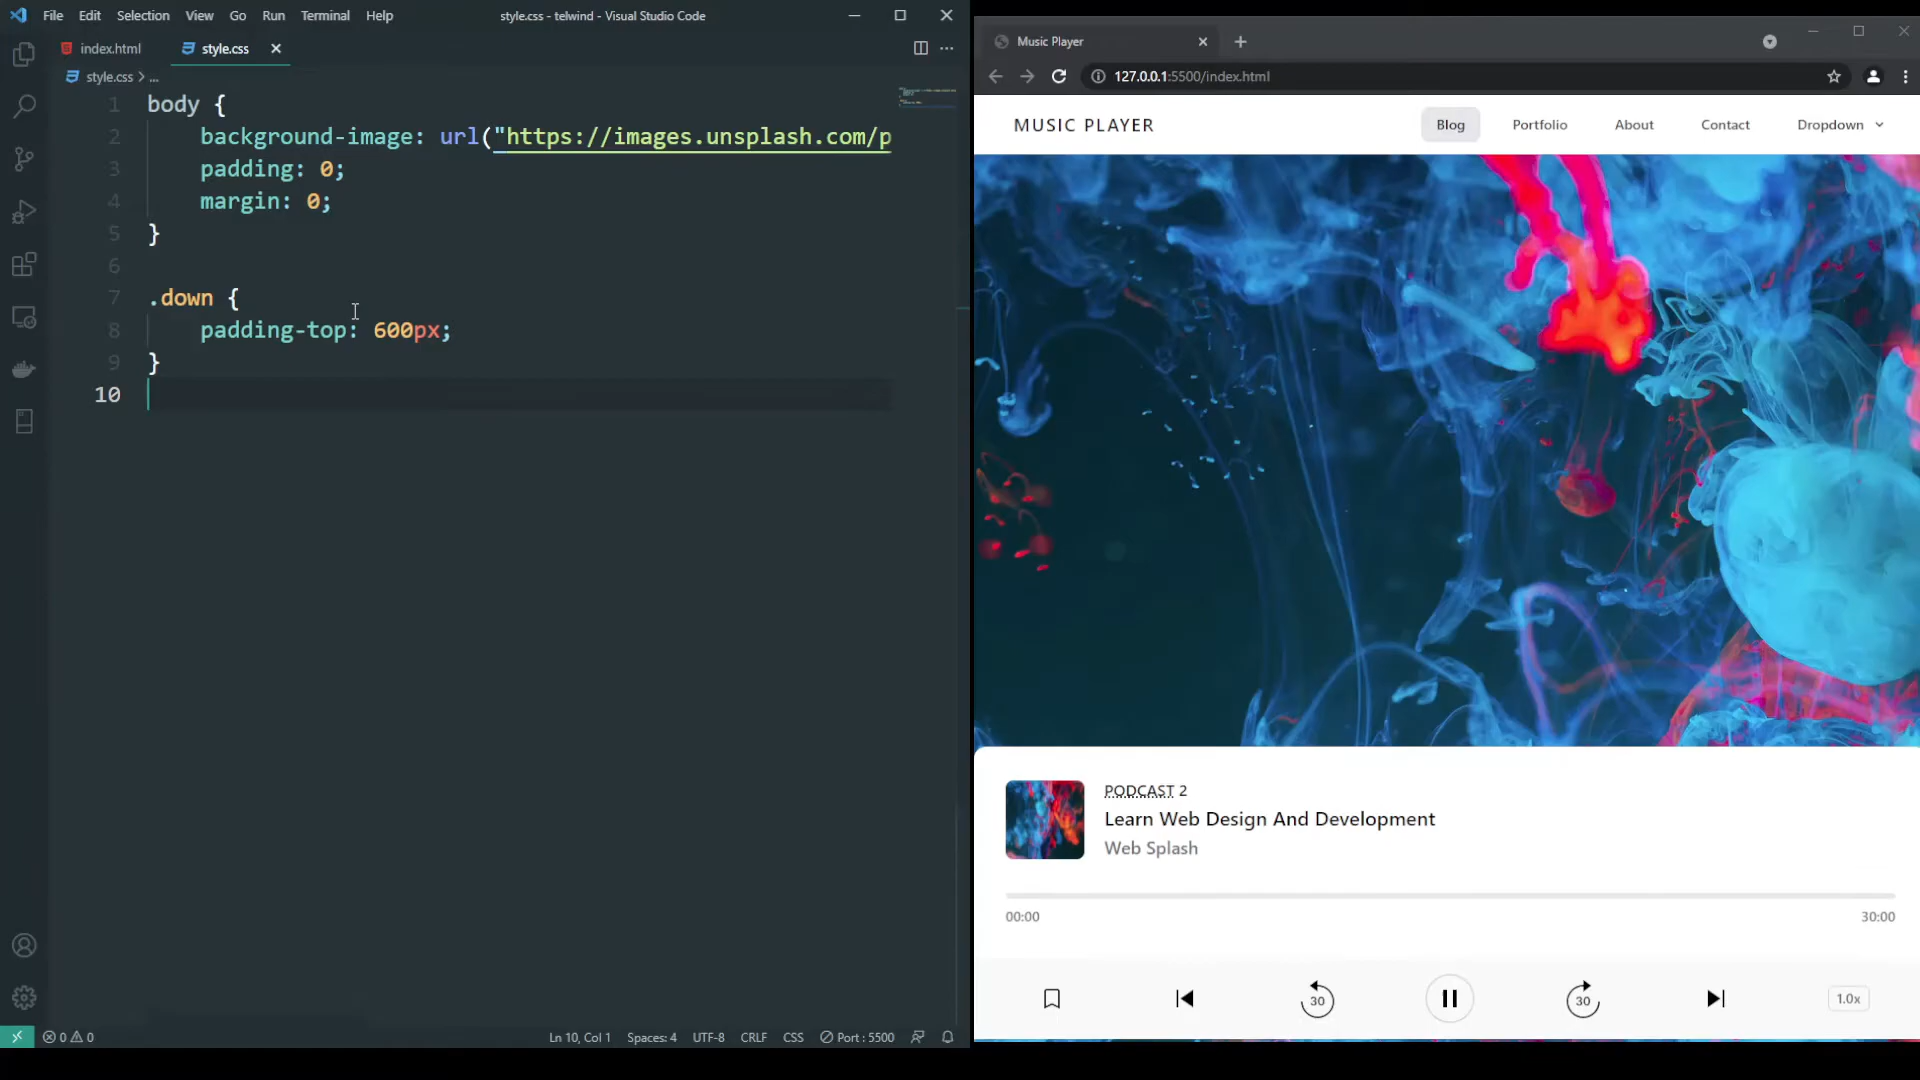 File Edit Selection View Go Run Terminal Help
style.css - telwind - Visual Studio Code
index.html
style.css
style.css > ...
1 body {
2 background-image: url("https://images.unsplash.com/p
3 padding: 0;
4 margin: 0;
5 }
6
7 .down {
8 padding-top: 600px;
9 }
10
0 0
Ln 10, Col 1 Spaces: 4 UTF-8 CRLF CSS Port : 5500
Music Player
127.0.0.1:5500/index.html
MUSIC PLAYER Blog Portfolio About Contact Dropdown
PODCAST 2
Learn Web Design And Development
Web Splash
00:00 30:00
30 30 1.0x